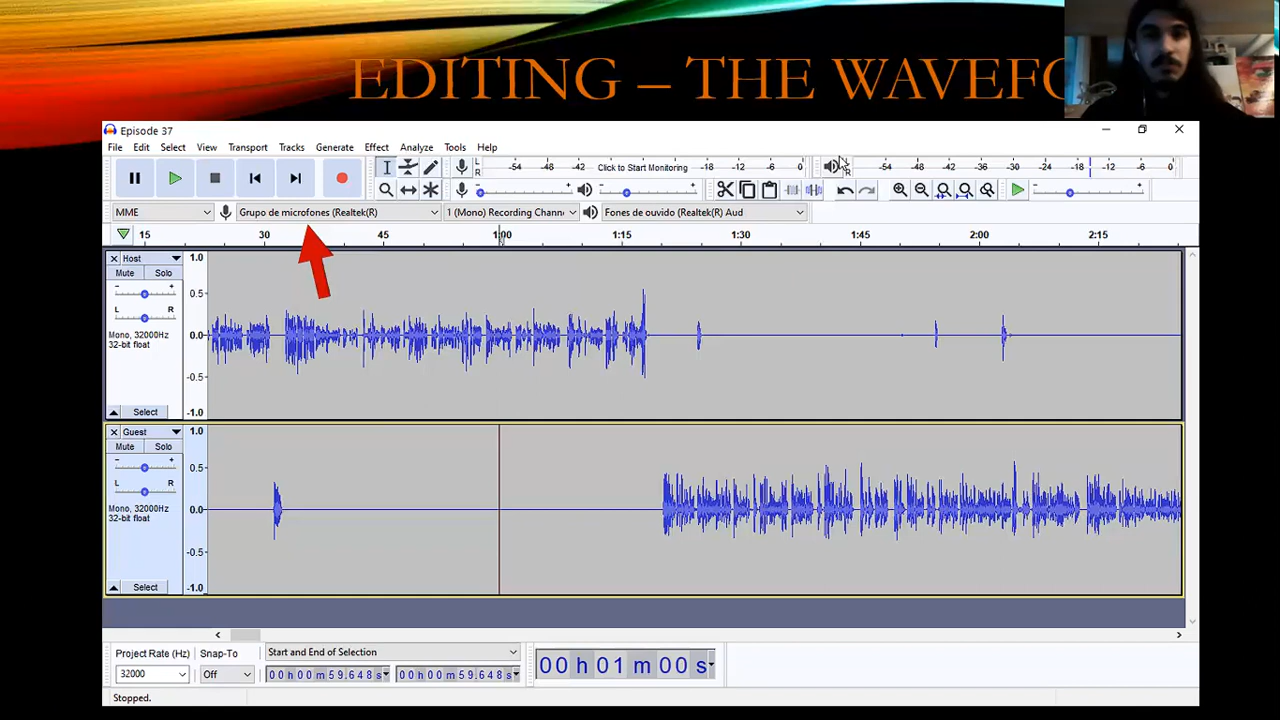 EDITING – THE WAVEFO
Episode 37
File Edit Select View Transport Tracks Generate Effect Analyze Tools Help
L R -54 -48 -42 Click to Start Monitoring -18 -12 -6 0 -54 -48 -42 -36 -30 -24 -18 -12 -6 0
MME Grupo de microfones (Realtek(R) 1 (Mono) Recording Chann Fones de ouvido (Realtek(R) Aud
15 30 45 1:00 1:15 1:30 1:45 2:00 2:15
Host
Mute Solo
- +
L R
Mono, 32000Hz
32-bit float
Select
1.0
0.5
0.0
-0.5
-1.0
Guest
Mute Solo
- +
L R
Mono, 32000Hz
32-bit float
Select
1.0
0.5
0.0
-0.5
-1.0
Project Rate (Hz) Snap-To Start and End of Selection
32000 Off 00 h 00 m 59.648 s 00 h 00 m 59.648 s
00 h 01 m 00 s
Stopped.